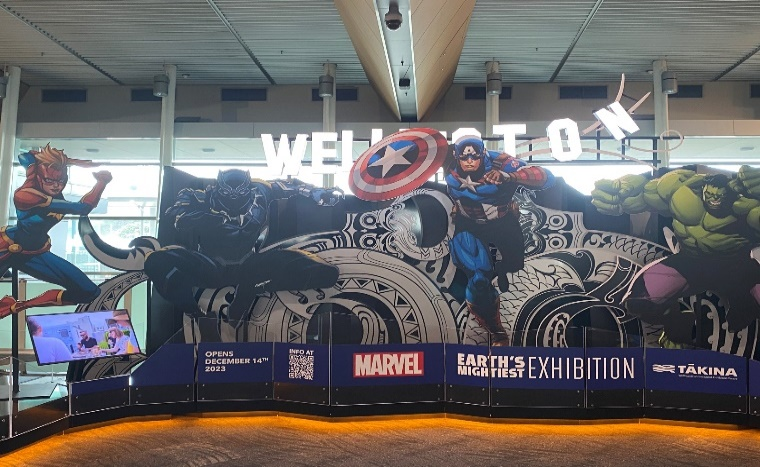 WELLINGTON
OPENS
DECEMBER 14TH
2023
INFO AT
MARVEL
EARTH'S
MIGHTIEST
EXHIBITION
TĀKINA